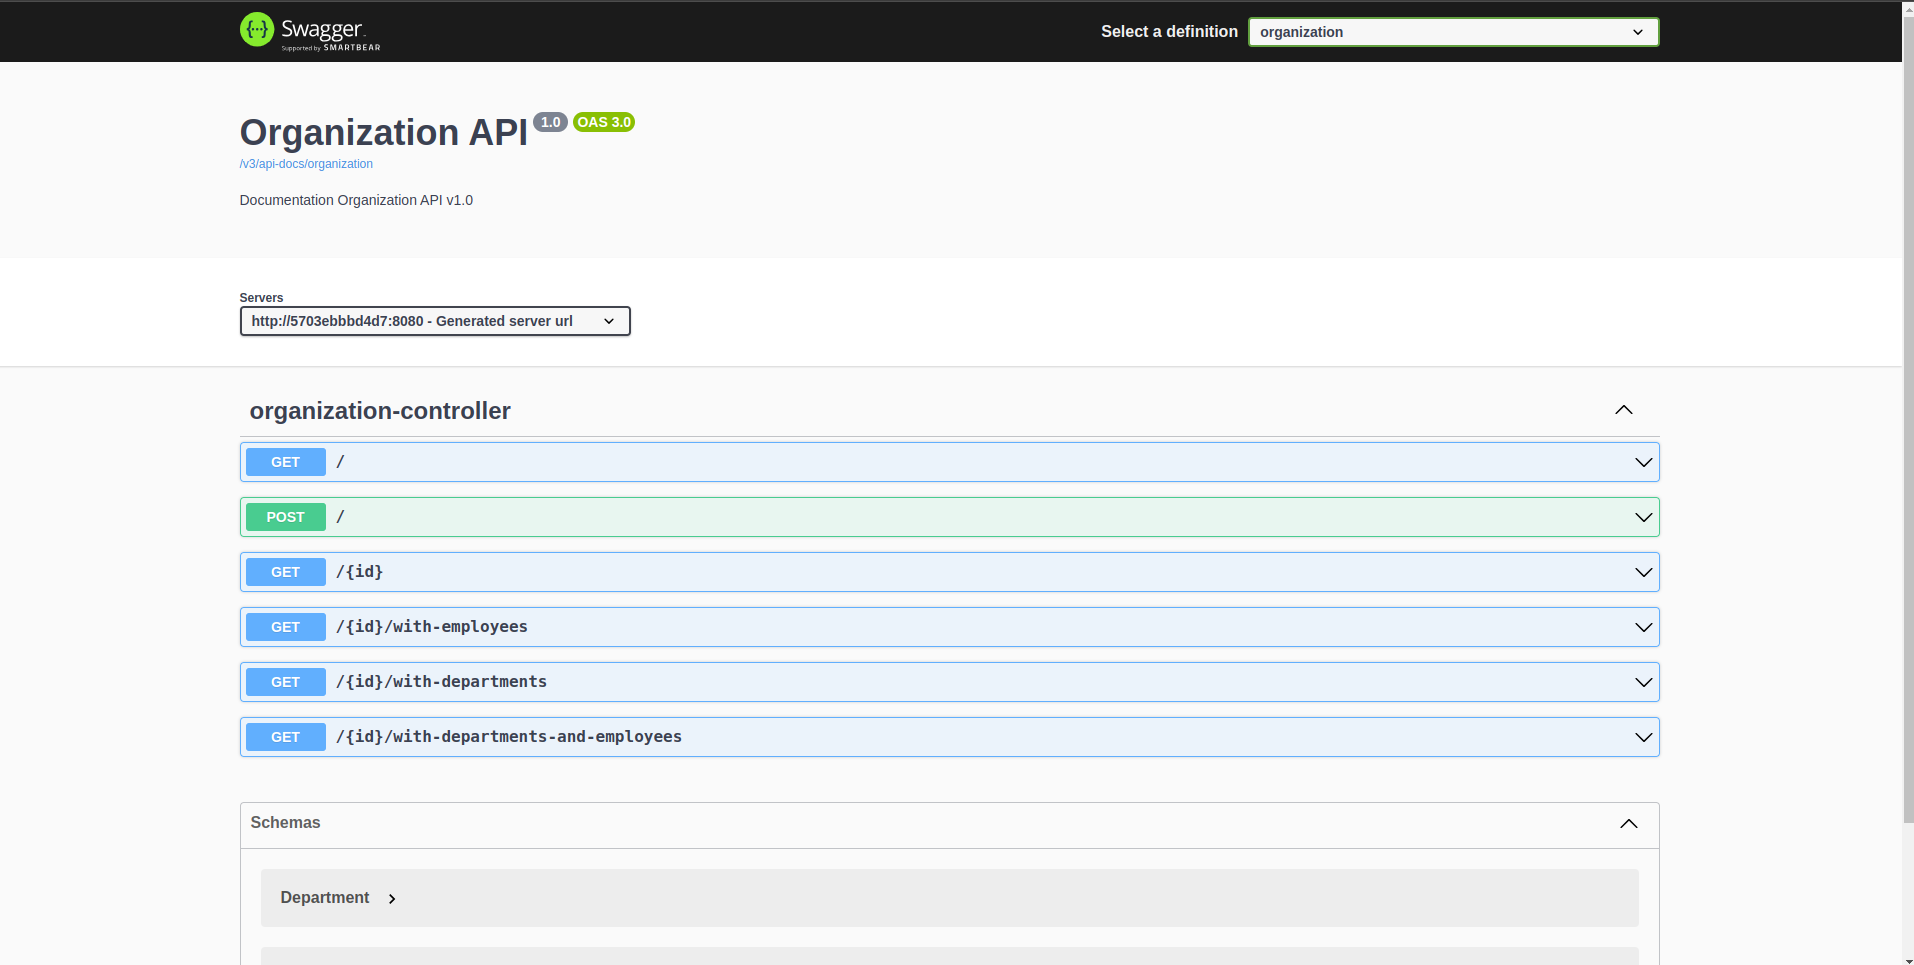 Swagger.
Supported by SMARTBEAR
Select a definition
organization
Organization API 1.0 OAS 3.0
/v3/api-docs/organization
Documentation Organization API v1.0
Servers
http://5703ebbbd4d7:8080 - Generated server url
organization-controller
GET /
POST /
GET /{id}
GET /{id}/with-employees
GET /{id}/with-departments
GET /{id}/with-departments-and-employees
Schemas
Department